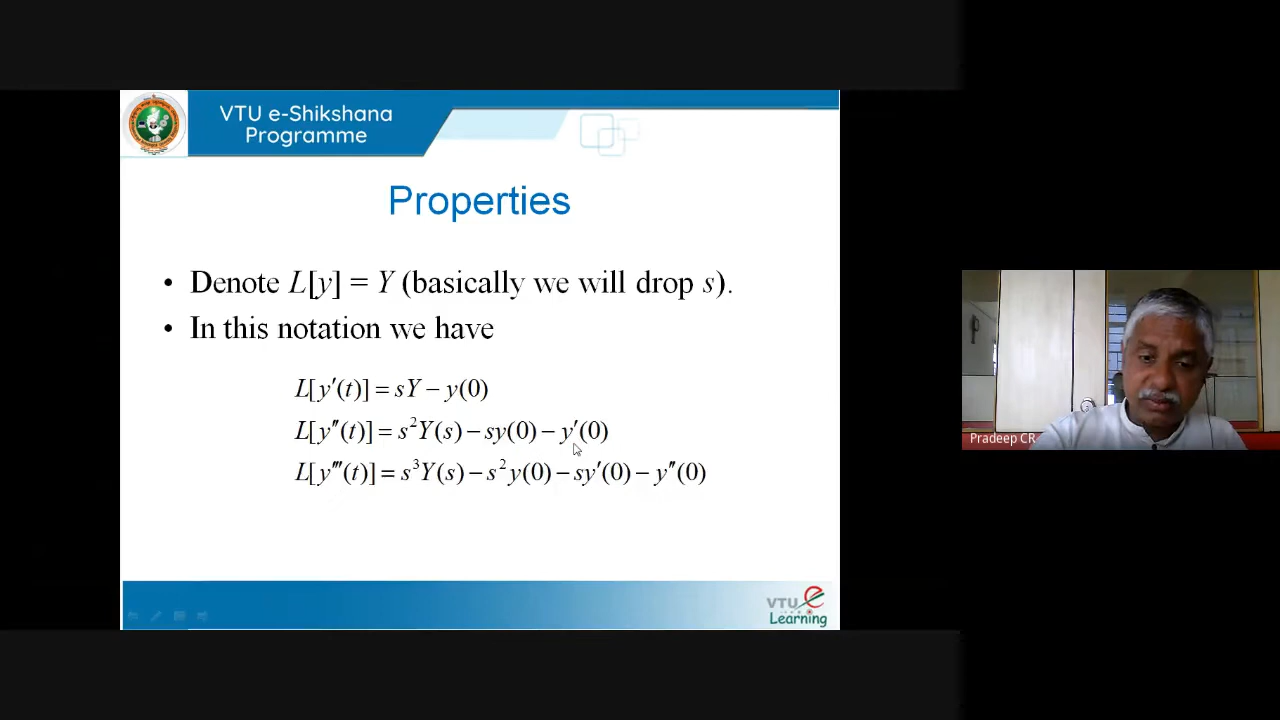 VTU e-Shikshana
Programme
Properties
• Denote L[y] = Y (basically we will drop s).
• In this notation we have
L[y′(t)] = sY − y(0)
L[y″(t)] = s²Y(s) − sy(0) − y′(0)
L[y‴(t)] = s³Y(s) − s²y(0) − sy′(0) − y″(0)
Pradeep CR
VTU e
Learning